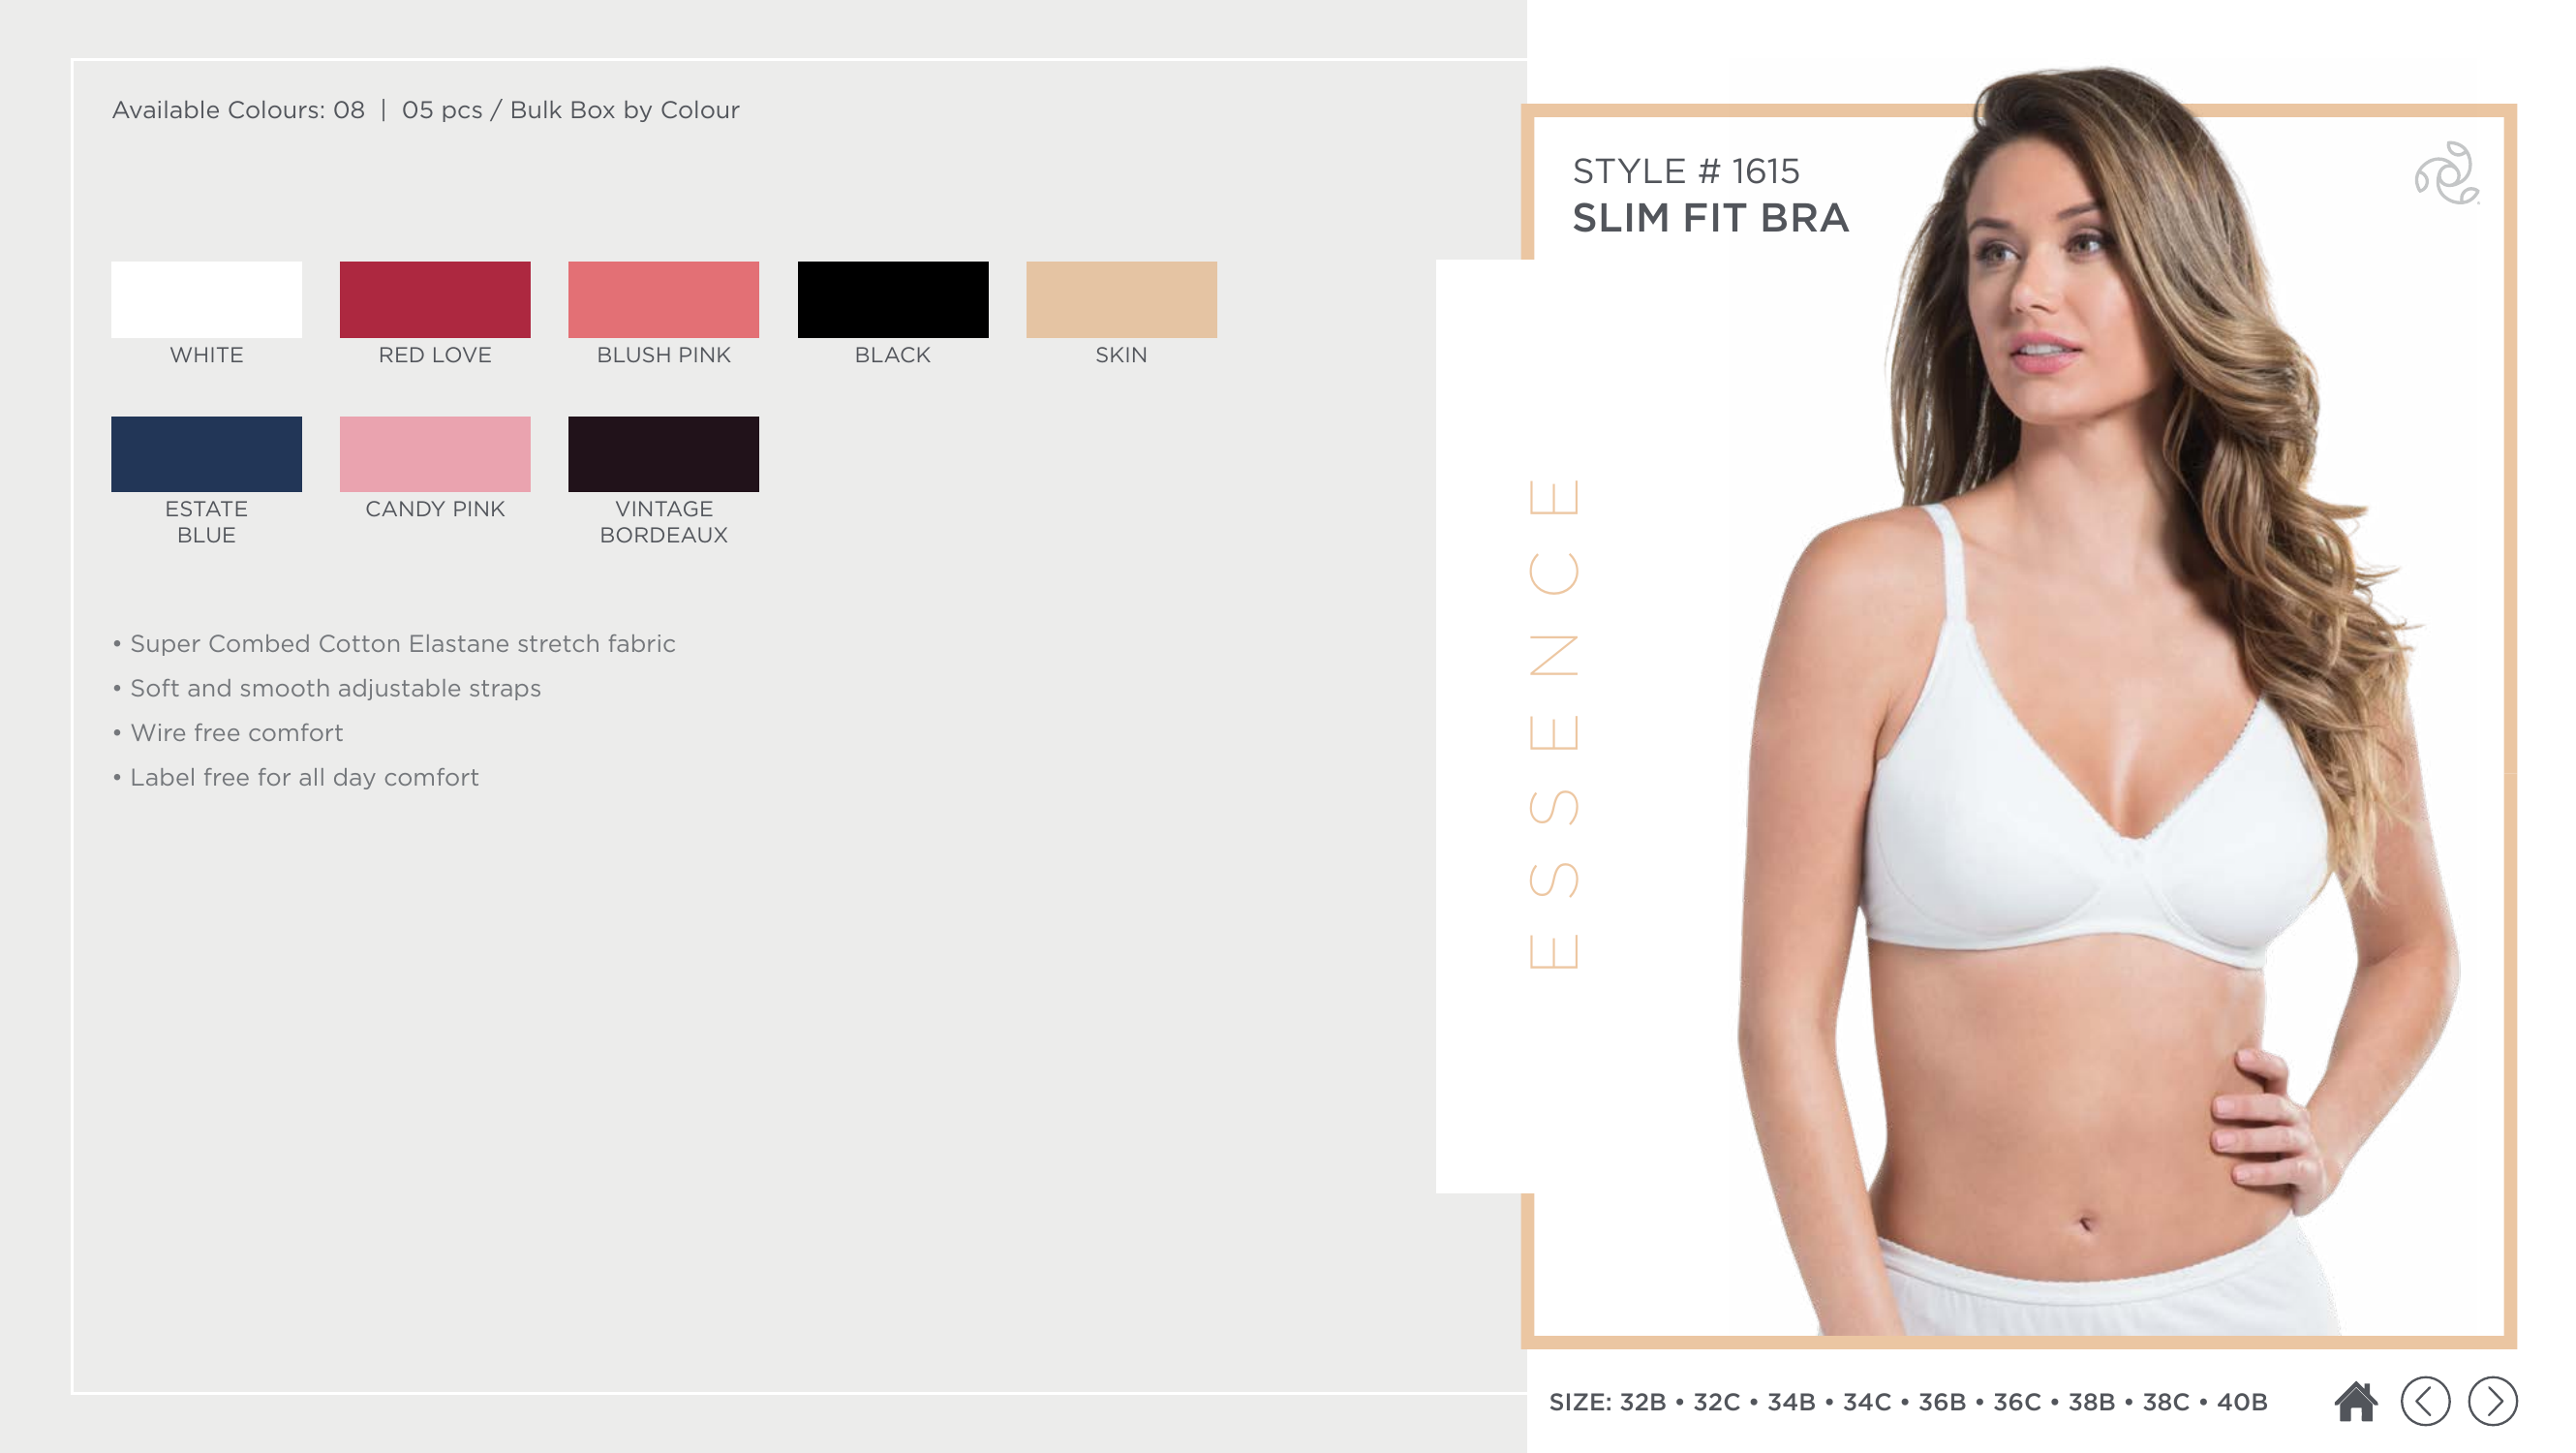 Available Colours: 08 | 05 pcs / Bulk Box by Colour
WHITE
RED LOVE
BLUSH PINK
BLACK
SKIN
ESTATE
BLUE
CANDY PINK
VINTAGE
BORDEAUX
• Super Combed Cotton Elastane stretch fabric
• Soft and smooth adjustable straps
• Wire free comfort
• Label free for all day comfort
STYLE # 1615
SLIM FIT BRA
ESSENCE
SIZE: 32B • 32C • 34B • 34C • 36B • 36C • 38B • 38C • 40B